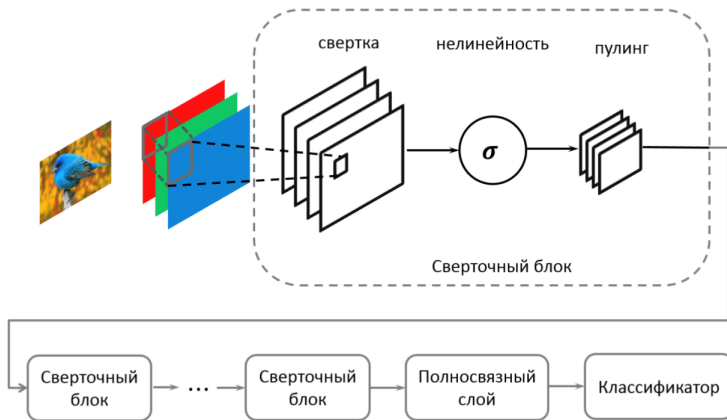 свертка
нелинейность
пулинг
σ
Сверточный блок
Сверточный
блок
...
Сверточный
блок
Полносвязный
слой
Классификатор